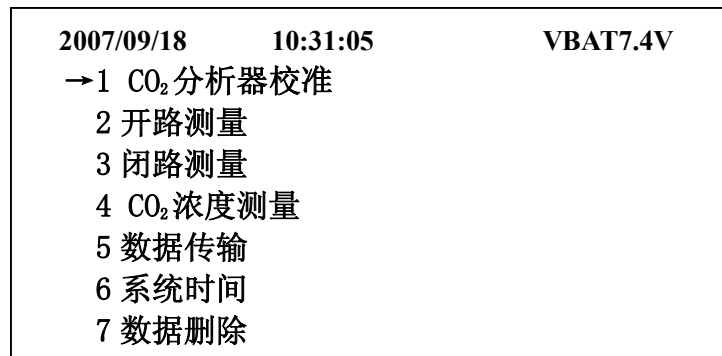 2007/09/18 10:31:05 VBAT7.4V
→1 CO₂分析器校准
2 开路测量
3 闭路测量
4 CO₂浓度测量
5 数据传输
6 系统时间
7 数据删除